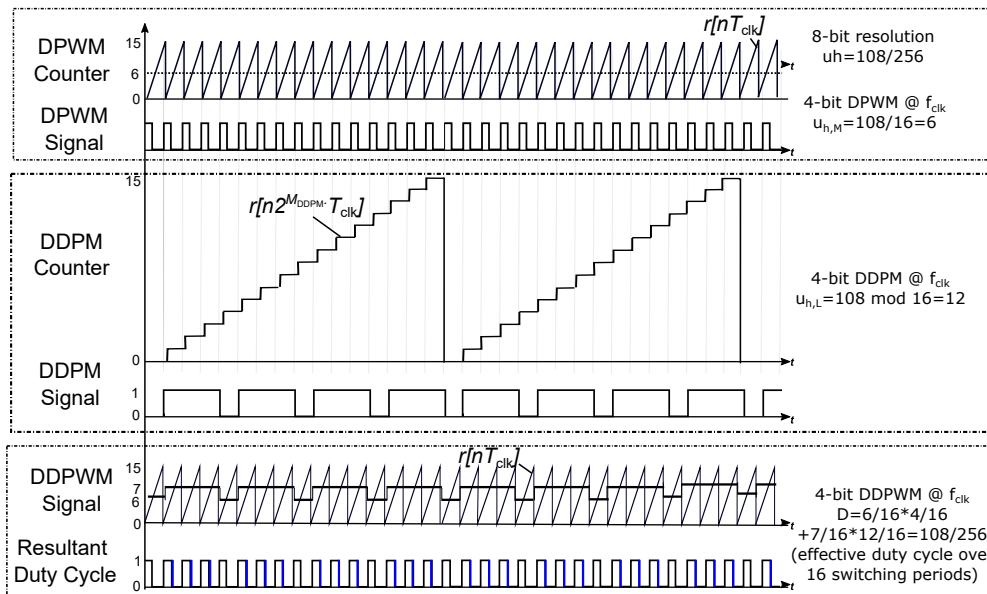 DPWM
Counter
15
6
0
r[nT_clk]
t
8-bit resolution
uh=108/256
DPWM
Signal
t
4-bit DPWM @ f_clk
u_h,M=108/16=6
DDPM
Counter
15
0
r[n2^M_DDPM·T_clk]
t
4-bit DDPM @ f_clk
u_h,L=108 mod 16=12
DDPM
Signal
1
0
t
DDPWM
Signal
15
7
6
0
r[nT_clk]
t
4-bit DDPWM @ f_clk
D=6/16*4/16
+7/16*12/16=108/256
(effective duty cycle over
16 switching periods)
Resultant
Duty Cycle
1
0
t